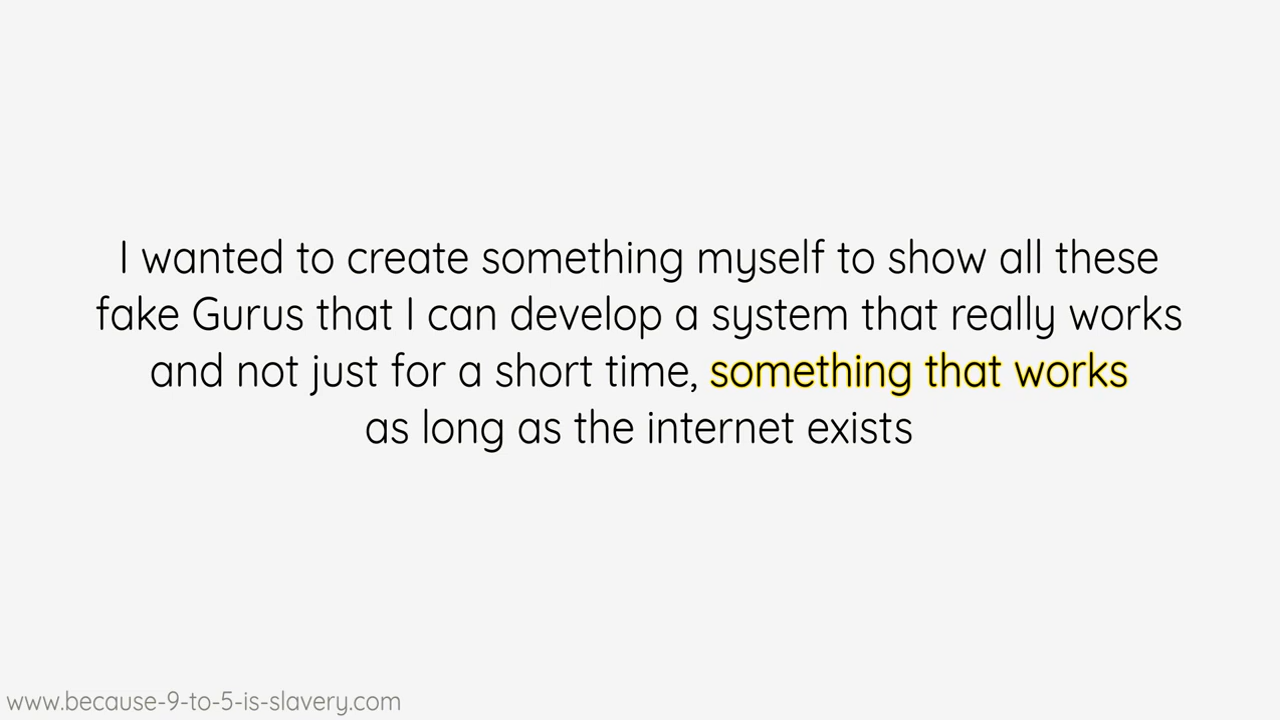 I wanted to create something myself to show all these
fake Gurus that I can develop a system that really works
and not just for a short time, something that works
as long as the internet exists
www.because-9-to-5-is-slavery.com